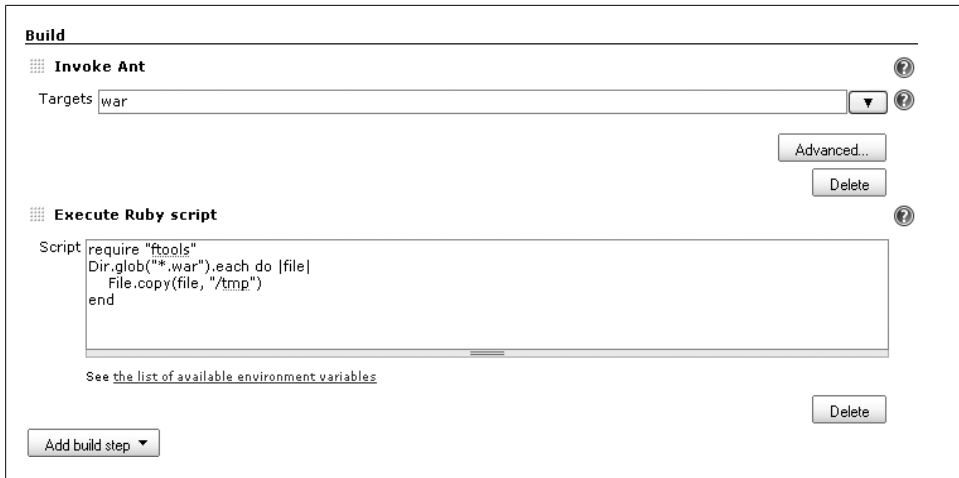 Build
Invoke Ant
Targets war
Advanced...
Delete
Execute Ruby script
Script require "ftools"
Dir.glob("*.war").each do |file|
File.copy(file, "/tmp")
end
See the list of available environment variables
Delete
Add build step